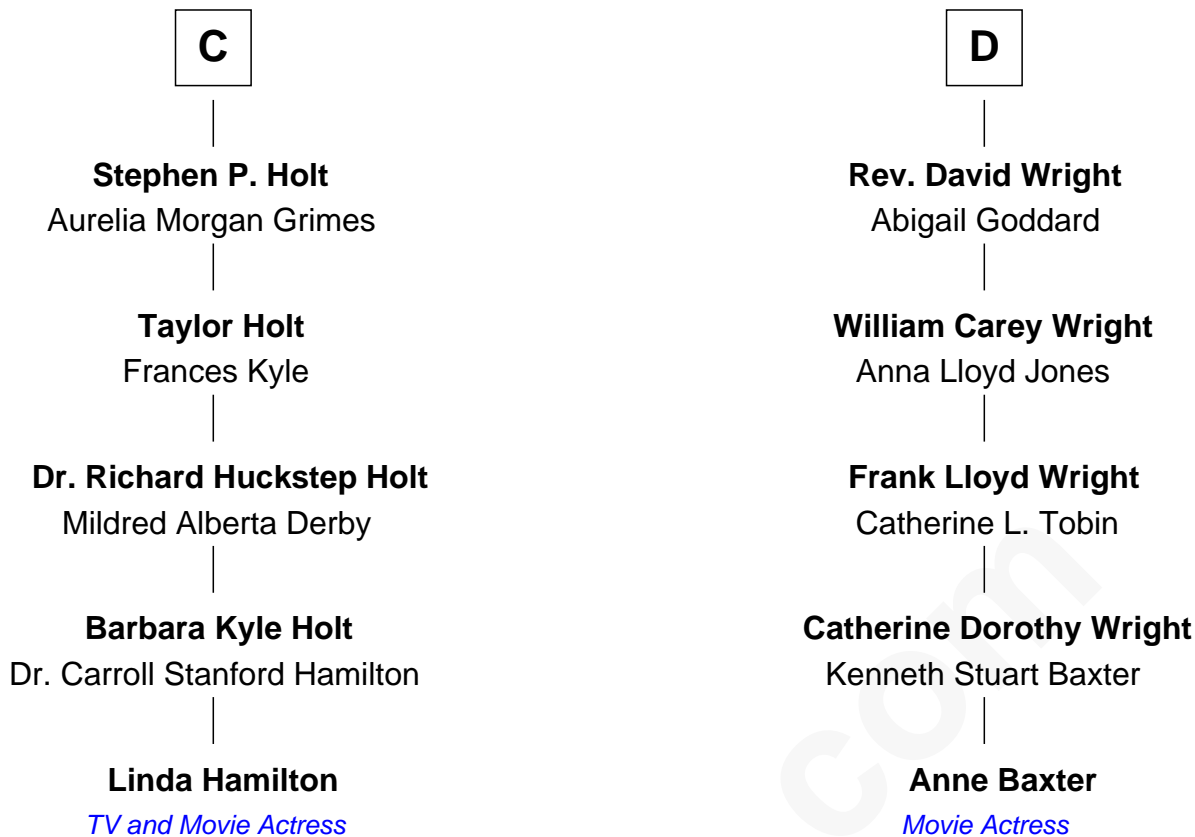 C
Stephen P. Holt
Aurelia Morgan Grimes
Taylor Holt
Frances Kyle
Dr. Richard Huckstep Holt
Mildred Alberta Derby
Barbara Kyle Holt
Dr. Carroll Stanford Hamilton
Linda Hamilton
TV and Movie Actress
D
Rev. David Wright
Abigail Goddard
William Carey Wright
Anna Lloyd Jones
Frank Lloyd Wright
Catherine L. Tobin
Catherine Dorothy Wright
Kenneth Stuart Baxter
Anne Baxter
Movie Actress
com